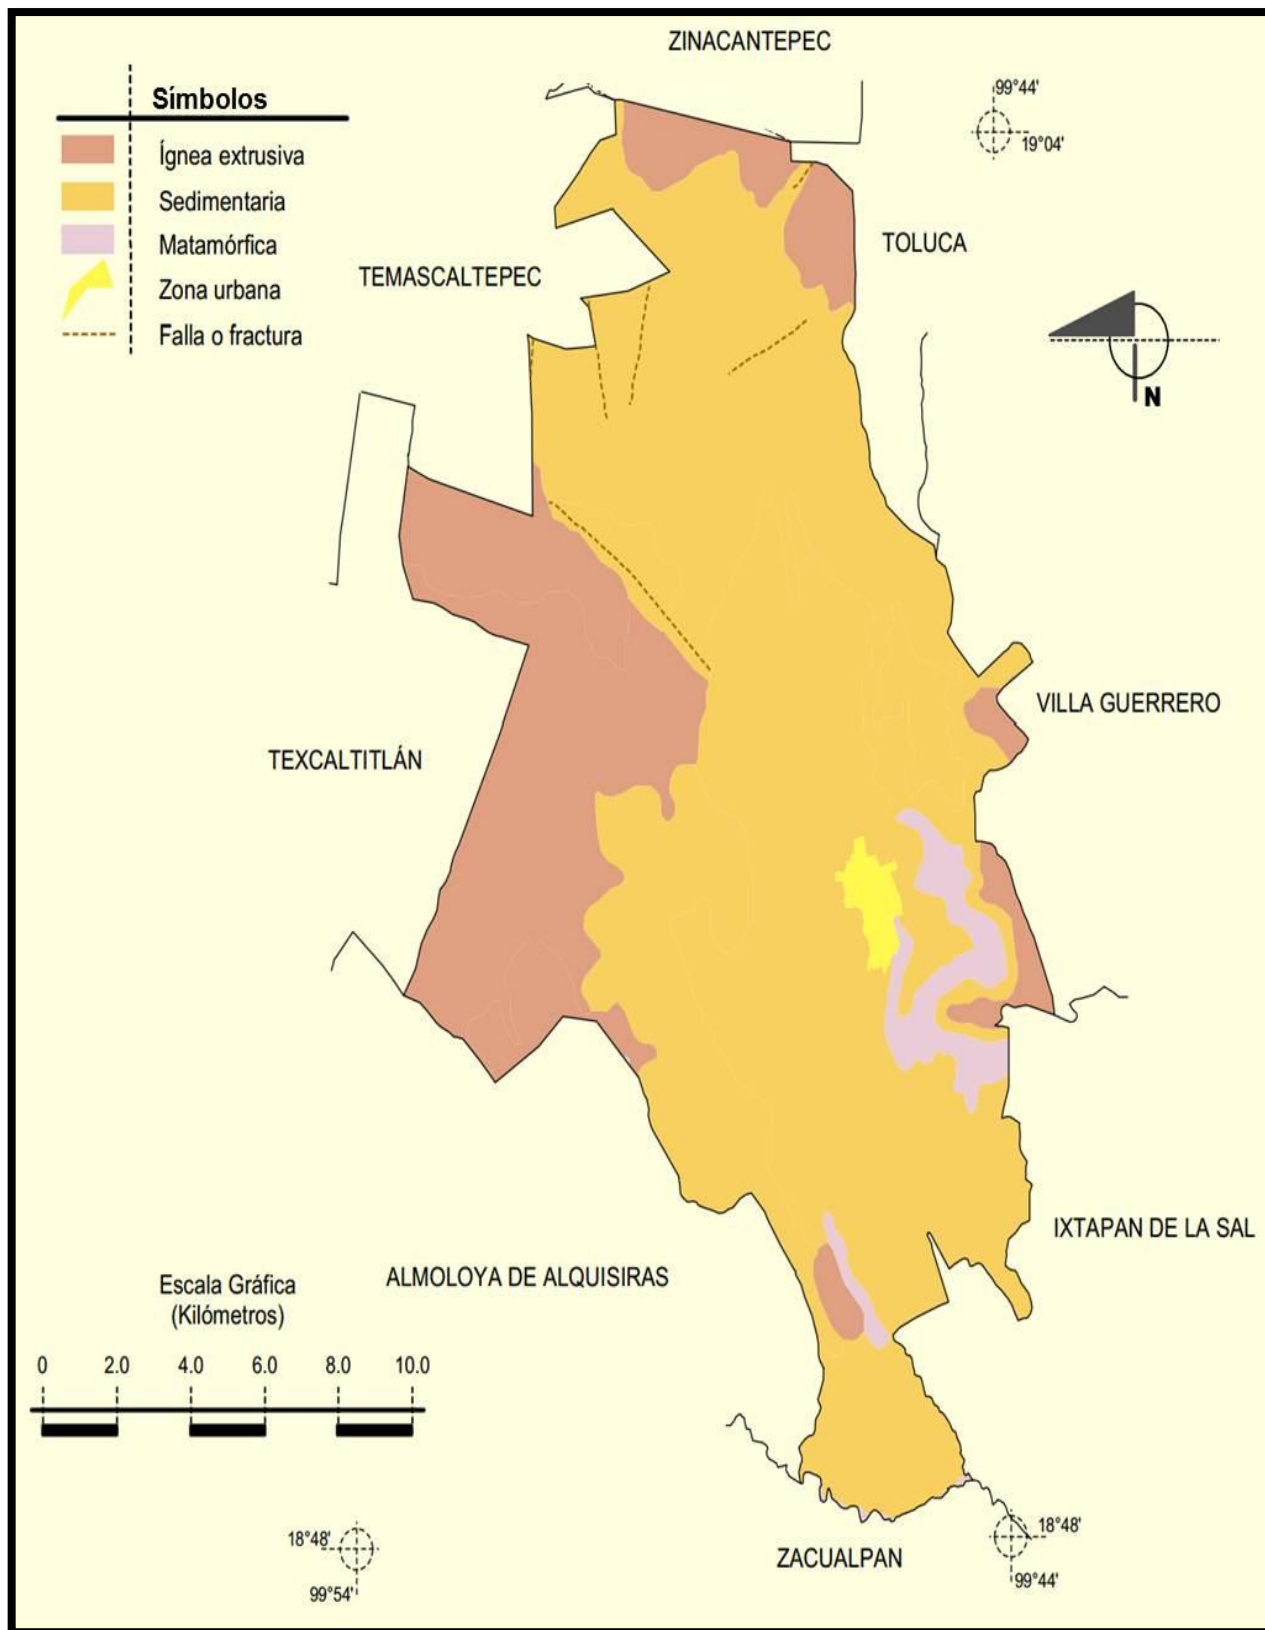 ZINACANTEPEC
Símbolos
Ígnea extrusiva
Sedimentaria
Matamórfica
Zona urbana
Falla o fractura
99°44'
19°04'
TOLUCA
TEMASCALTEPEC
N
VILLA GUERRERO
TEXCALTITLÁN
IXTAPAN DE LA SAL
ALMOLOYA DE ALQUISIRAS
Escala Gráfica
(Kilómetros)
0 2.0 4.0 6.0 8.0 10.0
18°48'
99°54'
ZACUALPAN
18°48'
99°44'